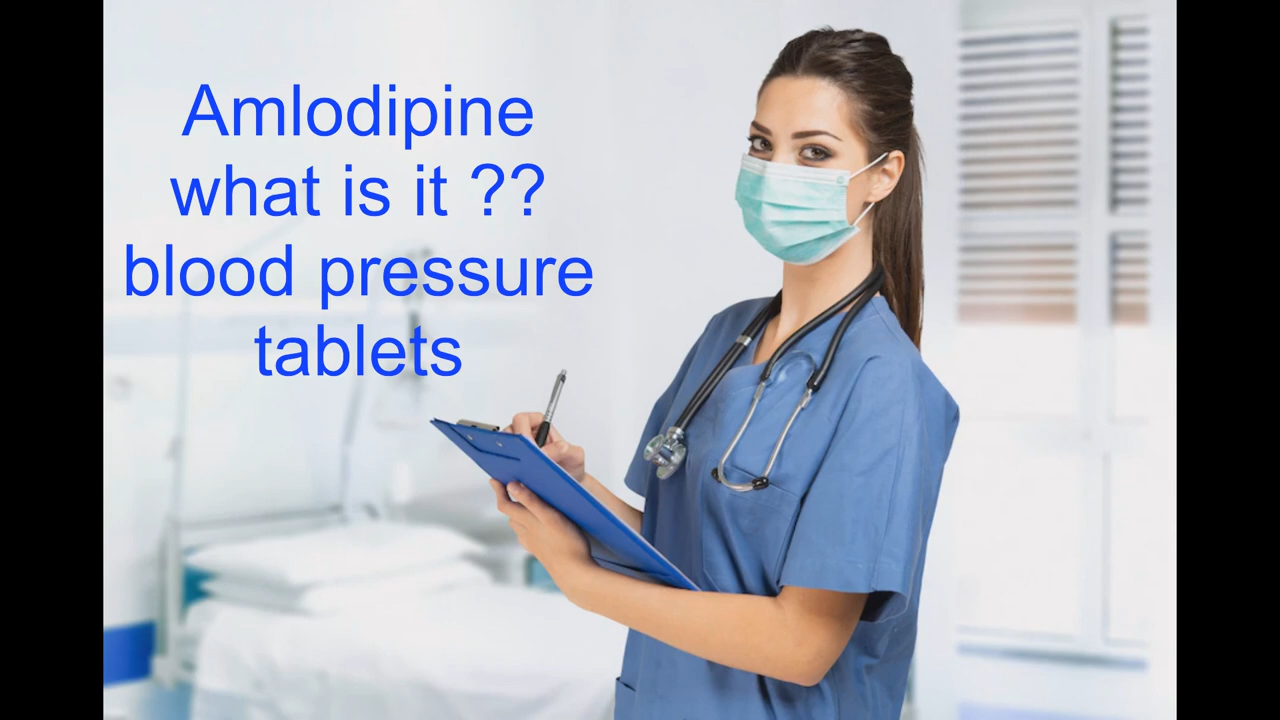 Amlodipine
what is it ??
blood pressure
tablets